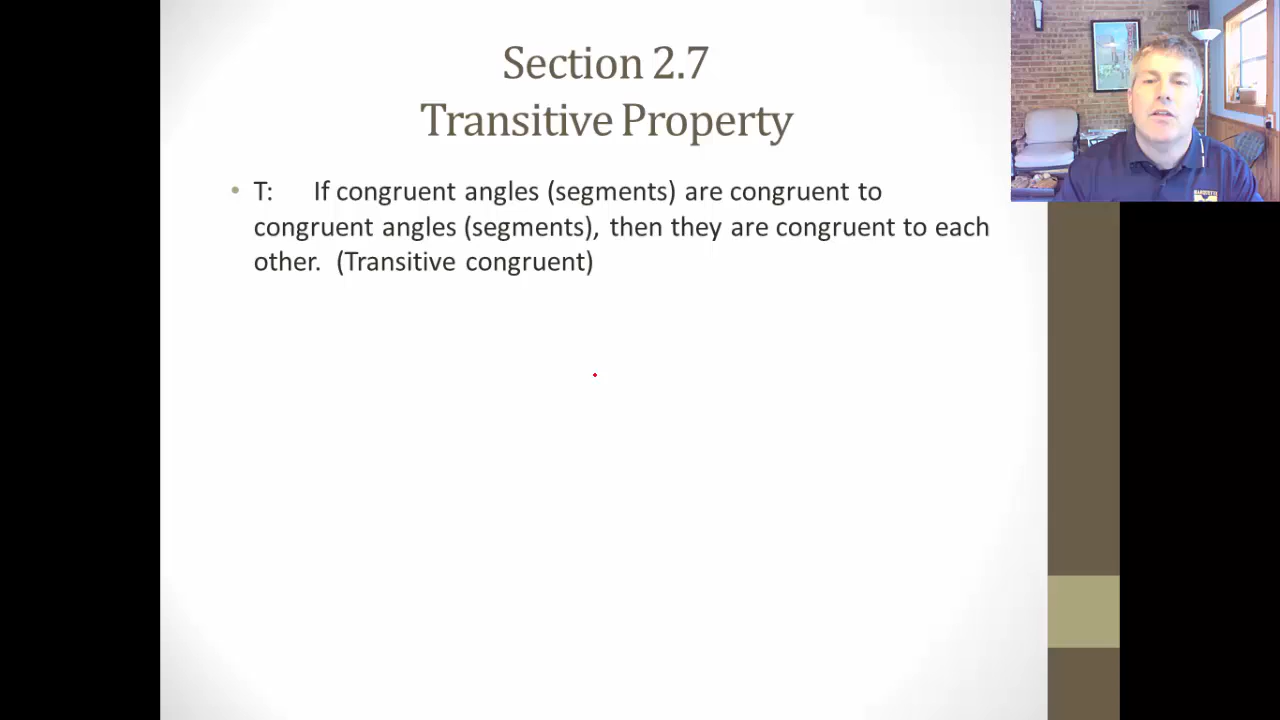 Section 2.7
Transitive Property
• T: If congruent angles (segments) are congruent to
congruent angles (segments), then they are congruent to each
other. (Transitive congruent)